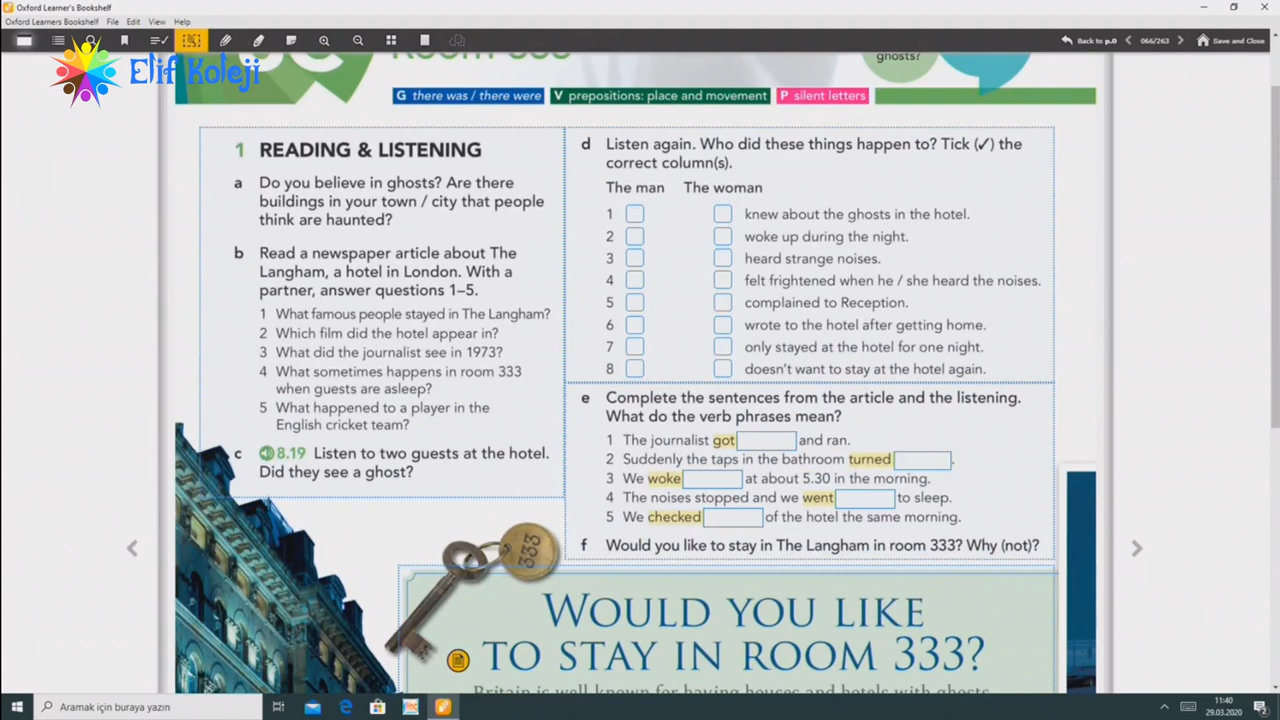 Oxford Learner's Bookshelf
Oxford Learners Bookshelf File Edit View Help
Back to p.0 066/263 Save and Close
Elif Koleji
ghosts?
G there was / there were V prepositions: place and movement P silent letters
1 READING & LISTENING
a Do you believe in ghosts? Are there
buildings in your town / city that people
think are haunted?
b Read a newspaper article about The
Langham, a hotel in London. With a
partner, answer questions 1–5.
1 What famous people stayed in The Langham?
2 Which film did the hotel appear in?
3 What did the journalist see in 1973?
4 What sometimes happens in room 333
when guests are asleep?
5 What happened to a player in the
English cricket team?
c 8.19 Listen to two guests at the hotel.
Did they see a ghost?
d Listen again. Who did these things happen to? Tick (✓) the
correct column(s).
The man The woman
1 knew about the ghosts in the hotel.
2 woke up during the night.
3 heard strange noises.
4 felt frightened when he / she heard the noises.
5 complained to Reception.
6 wrote to the hotel after getting home.
7 only stayed at the hotel for one night.
8 doesn't want to stay at the hotel again.
e Complete the sentences from the article and the listening.
What do the verb phrases mean?
1 The journalist got and ran.
2 Suddenly the taps in the bathroom turned .
3 We woke at about 5.30 in the morning.
4 The noises stopped and we went to sleep.
5 We checked of the hotel the same morning.
f Would you like to stay in The Langham in room 333? Why (not)?
333
WOULD YOU LIKE
TO STAY IN ROOM 333?
Britain is well known for having houses and hotels with ghosts
Aramak için buraya yazın
11:40
29.03.2020
2